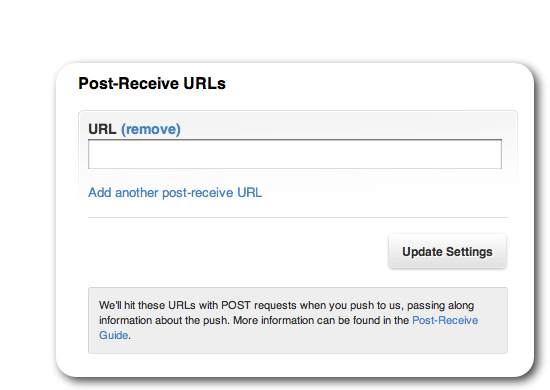 Post-Receive URLs
URL (remove)
Add another post-receive URL
Update Settings
We'll hit these URLs with POST requests when you push to us, passing along
information about the push. More information can be found in the Post-Receive
Guide.